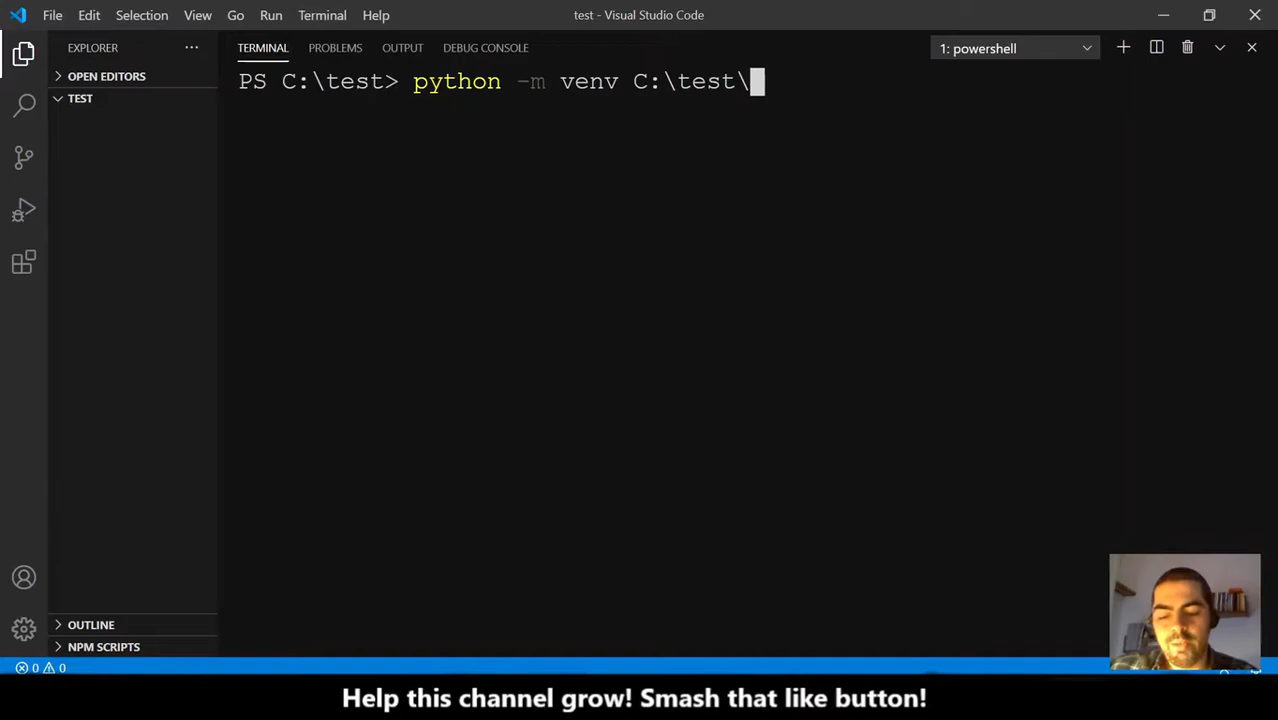 File Edit Selection View Go Run Terminal Help
test - Visual Studio Code
EXPLORER
OPEN EDITORS
TEST
TERMINAL PROBLEMS OUTPUT DEBUG CONSOLE
1: powershell
PS C:\test> python -m venv C:\test\
OUTLINE
NPM SCRIPTS
0 0
Help this channel grow! Smash that like button!